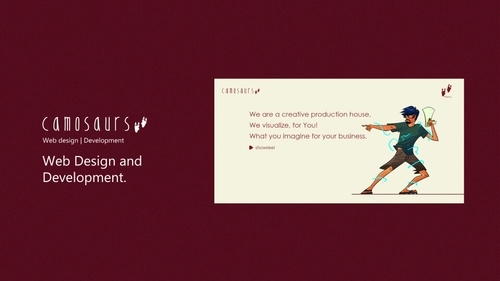 camosaurs
Web design | Development
Web Design and
Development.
camosaurs
We are a creative production house,
We visualize, for You!
What you imagine for your business.
showreel